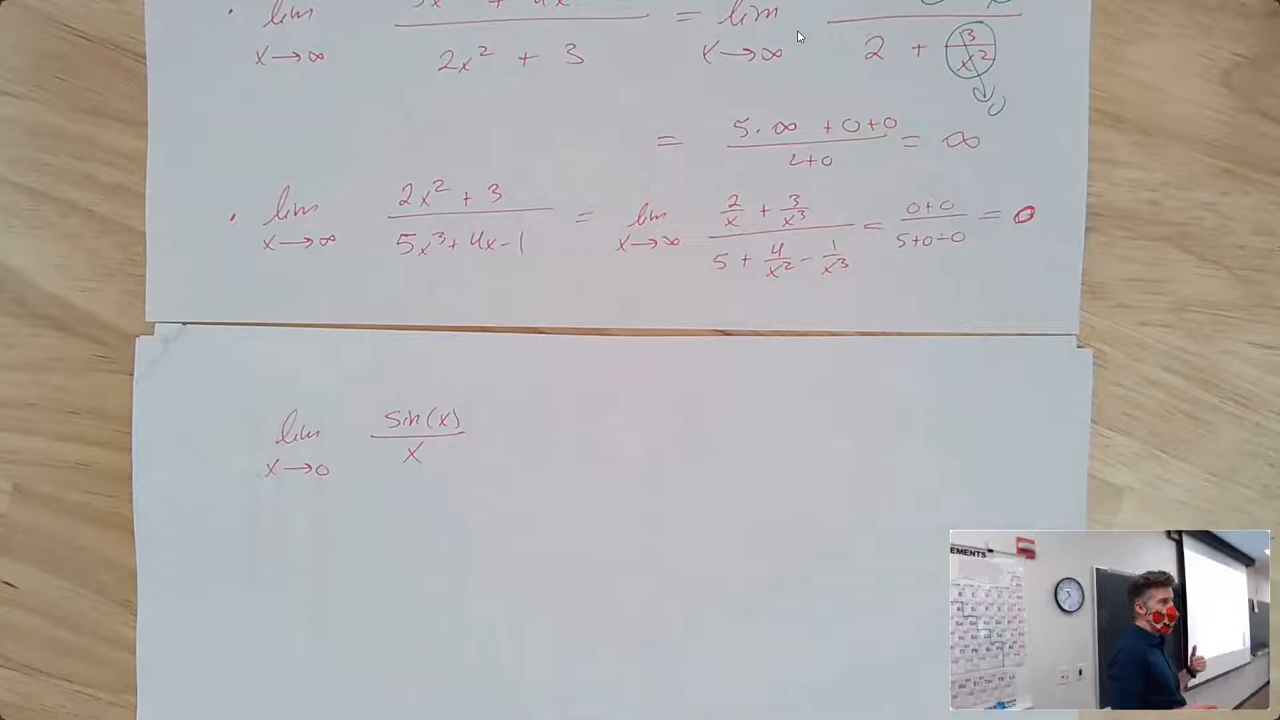 lim
x→∞
2x² + 3
= lim
x→∞
2 + 3/x²
→0
= (5·∞ + 0 + 0)/(2+0) = ∞
· lim x→∞ (2x² + 3)/(5x³ + 4x - 1) = lim x→∞ (2/x + 3/x³)/(5 + 4/x² - 1/x³) = (0+0)/(5+0-0) = 0
lim x→0 sin(x)/x
EMENTS